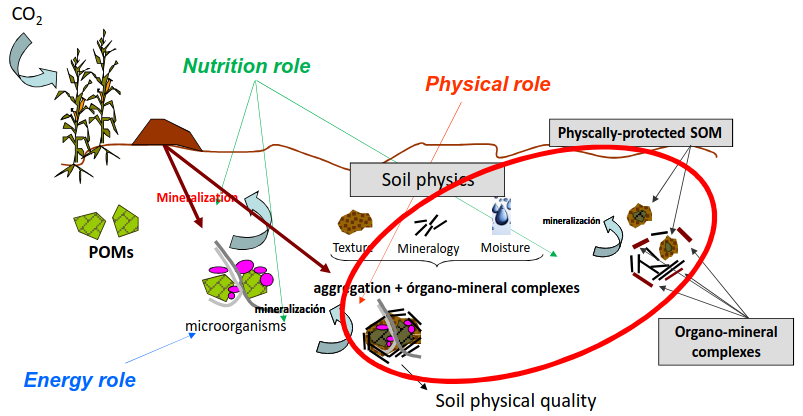 CO2
Nutrition role
Physical role
Physcally-protected SOM
Soil physics
Mineralization
mineralización
POMs
Texture
Mineralogy
Moisture
aggregation + órgano-mineral complexes
mineralización
microorganisms
Organo-mineral
complexes
Energy role
Soil physical quality